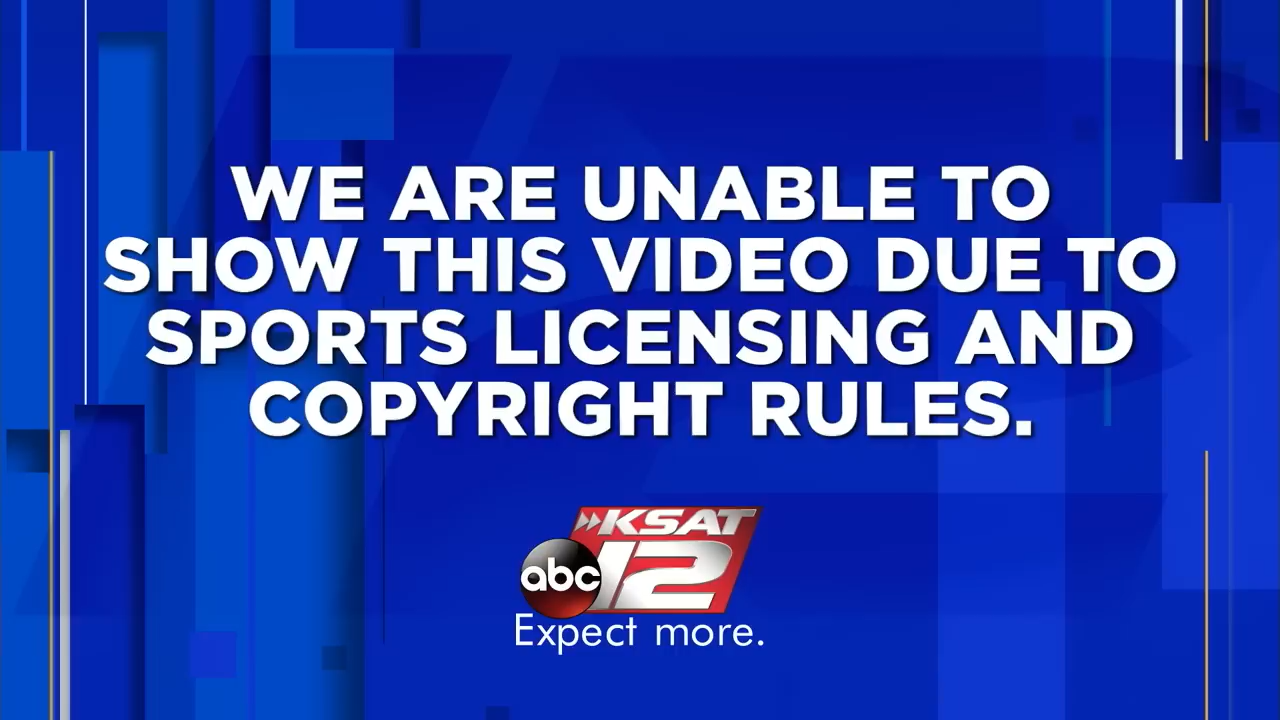 WE ARE UNABLE TO
SHOW THIS VIDEO DUE TO
SPORTS LICENSING AND
COPYRIGHT RULES.
KSAT
abc 12
Expect more.